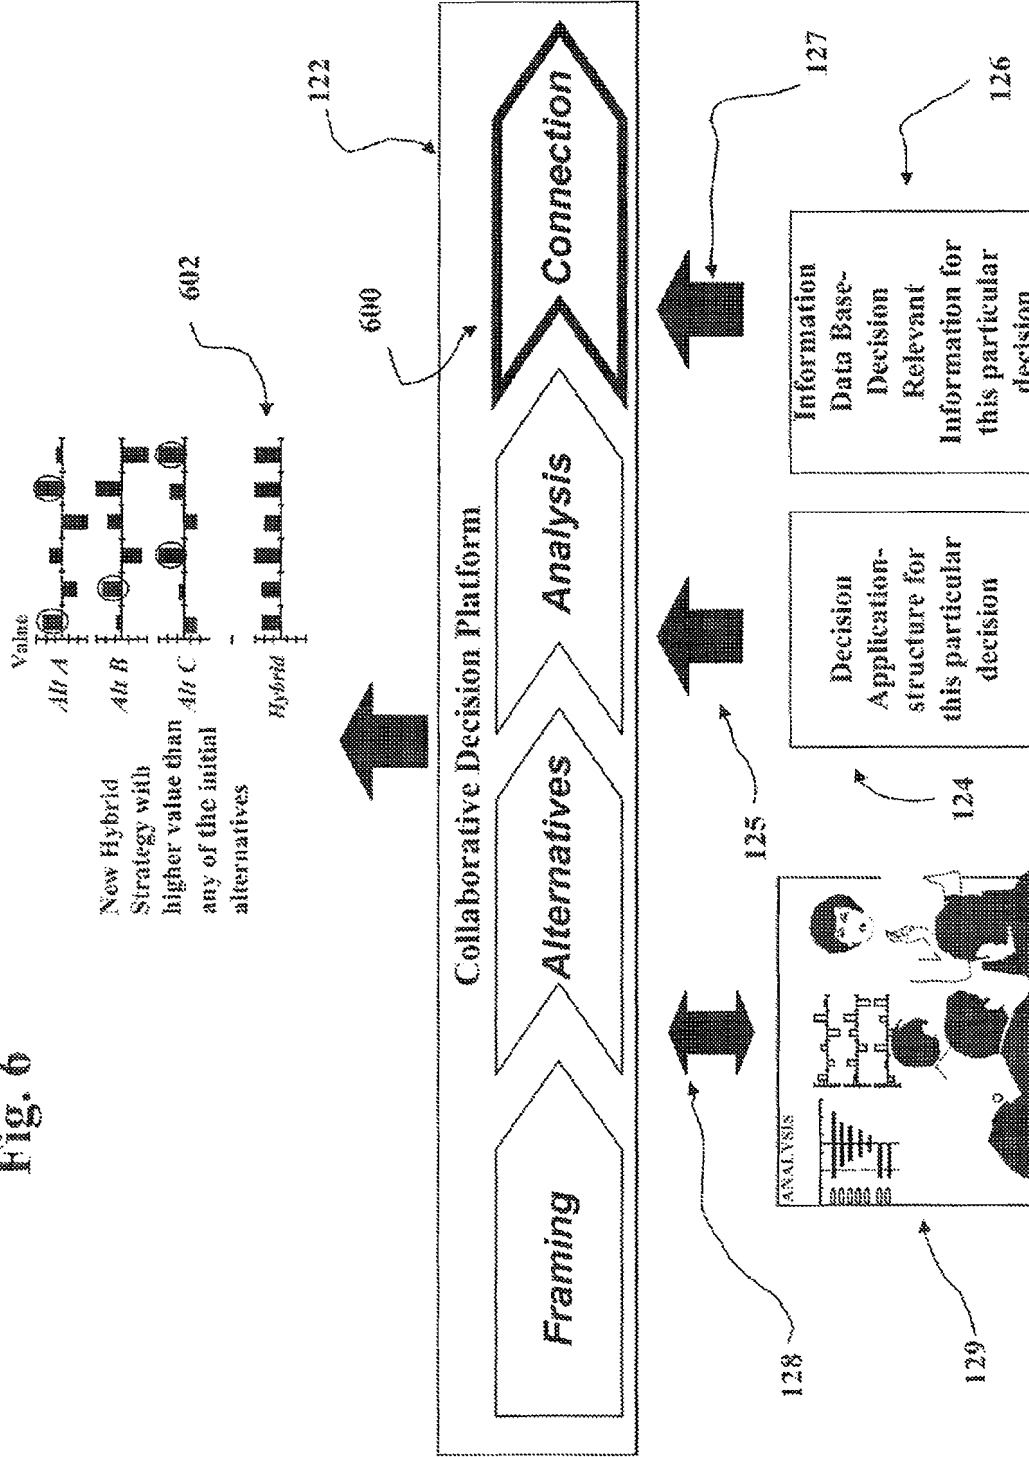 Fig. 6
Value
Alt A
Alt B
Alt C
Hybrid
New Hybrid
Strategy with
higher value than
any of the initial
alternatives
602
600
122
Collaborative Decision Platform
Framing
Alternatives
Analysis
Connection
128
125
127
129
ANALYSIS
124
Decision
Application-
structure for
this particular
decision
126
Information
Data Base-
Decision
Relevant
Information for
this particular
decision